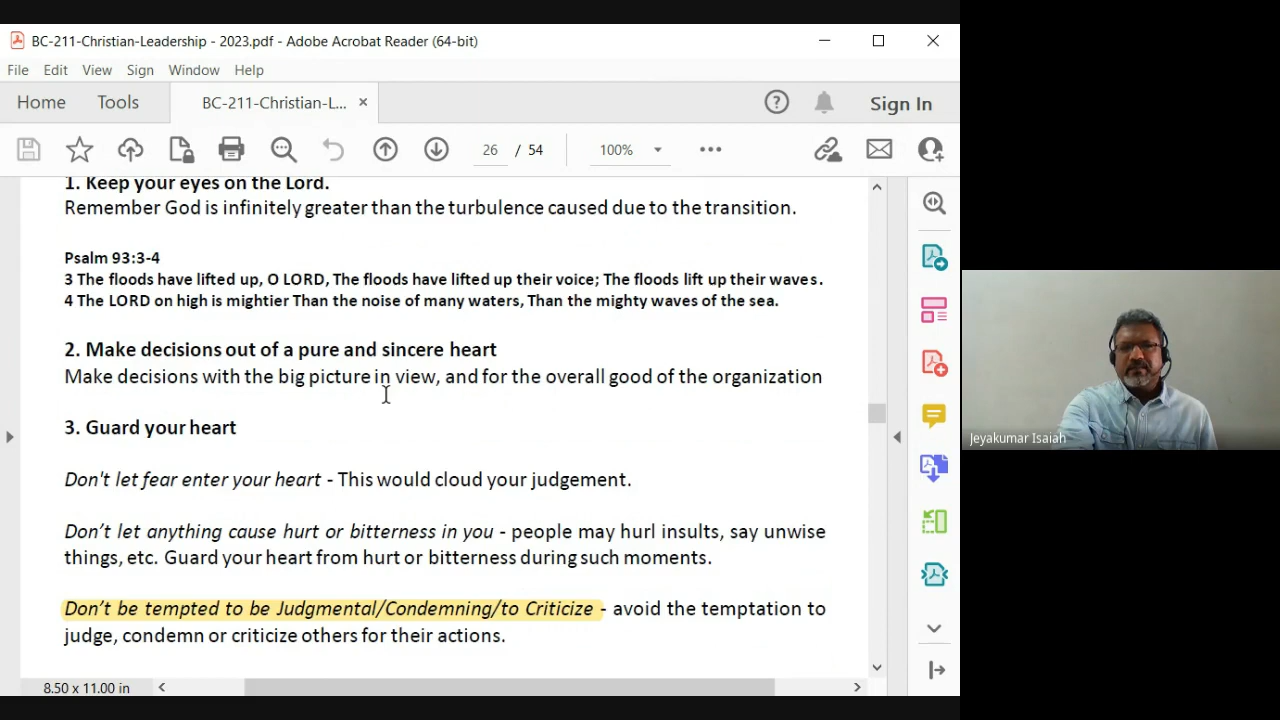 BC-211-Christian-Leadership - 2023.pdf - Adobe Acrobat Reader (64-bit)
File Edit View Sign Window Help
Home Tools BC-211-Christian-L... × Sign In
26 / 54 100%
1. Keep your eyes on the Lord.
Remember God is infinitely greater than the turbulence caused due to the transition.
Psalm 93:3-4
3 The floods have lifted up, O LORD, The floods have lifted up their voice; The floods lift up their waves.
4 The LORD on high is mightier Than the noise of many waters, Than the mighty waves of the sea.
2. Make decisions out of a pure and sincere heart
Make decisions with the big picture in view, and for the overall good of the organization
3. Guard your heart
Don't let fear enter your heart - This would cloud your judgement.
Don’t let anything cause hurt or bitterness in you - people may hurl insults, say unwise
things, etc. Guard your heart from hurt or bitterness during such moments.
Don’t be tempted to be Judgmental/Condemning/to Criticize - avoid the temptation to
judge, condemn or criticize others for their actions.
8.50 x 11.00 in
Jeyakumar Isaiah